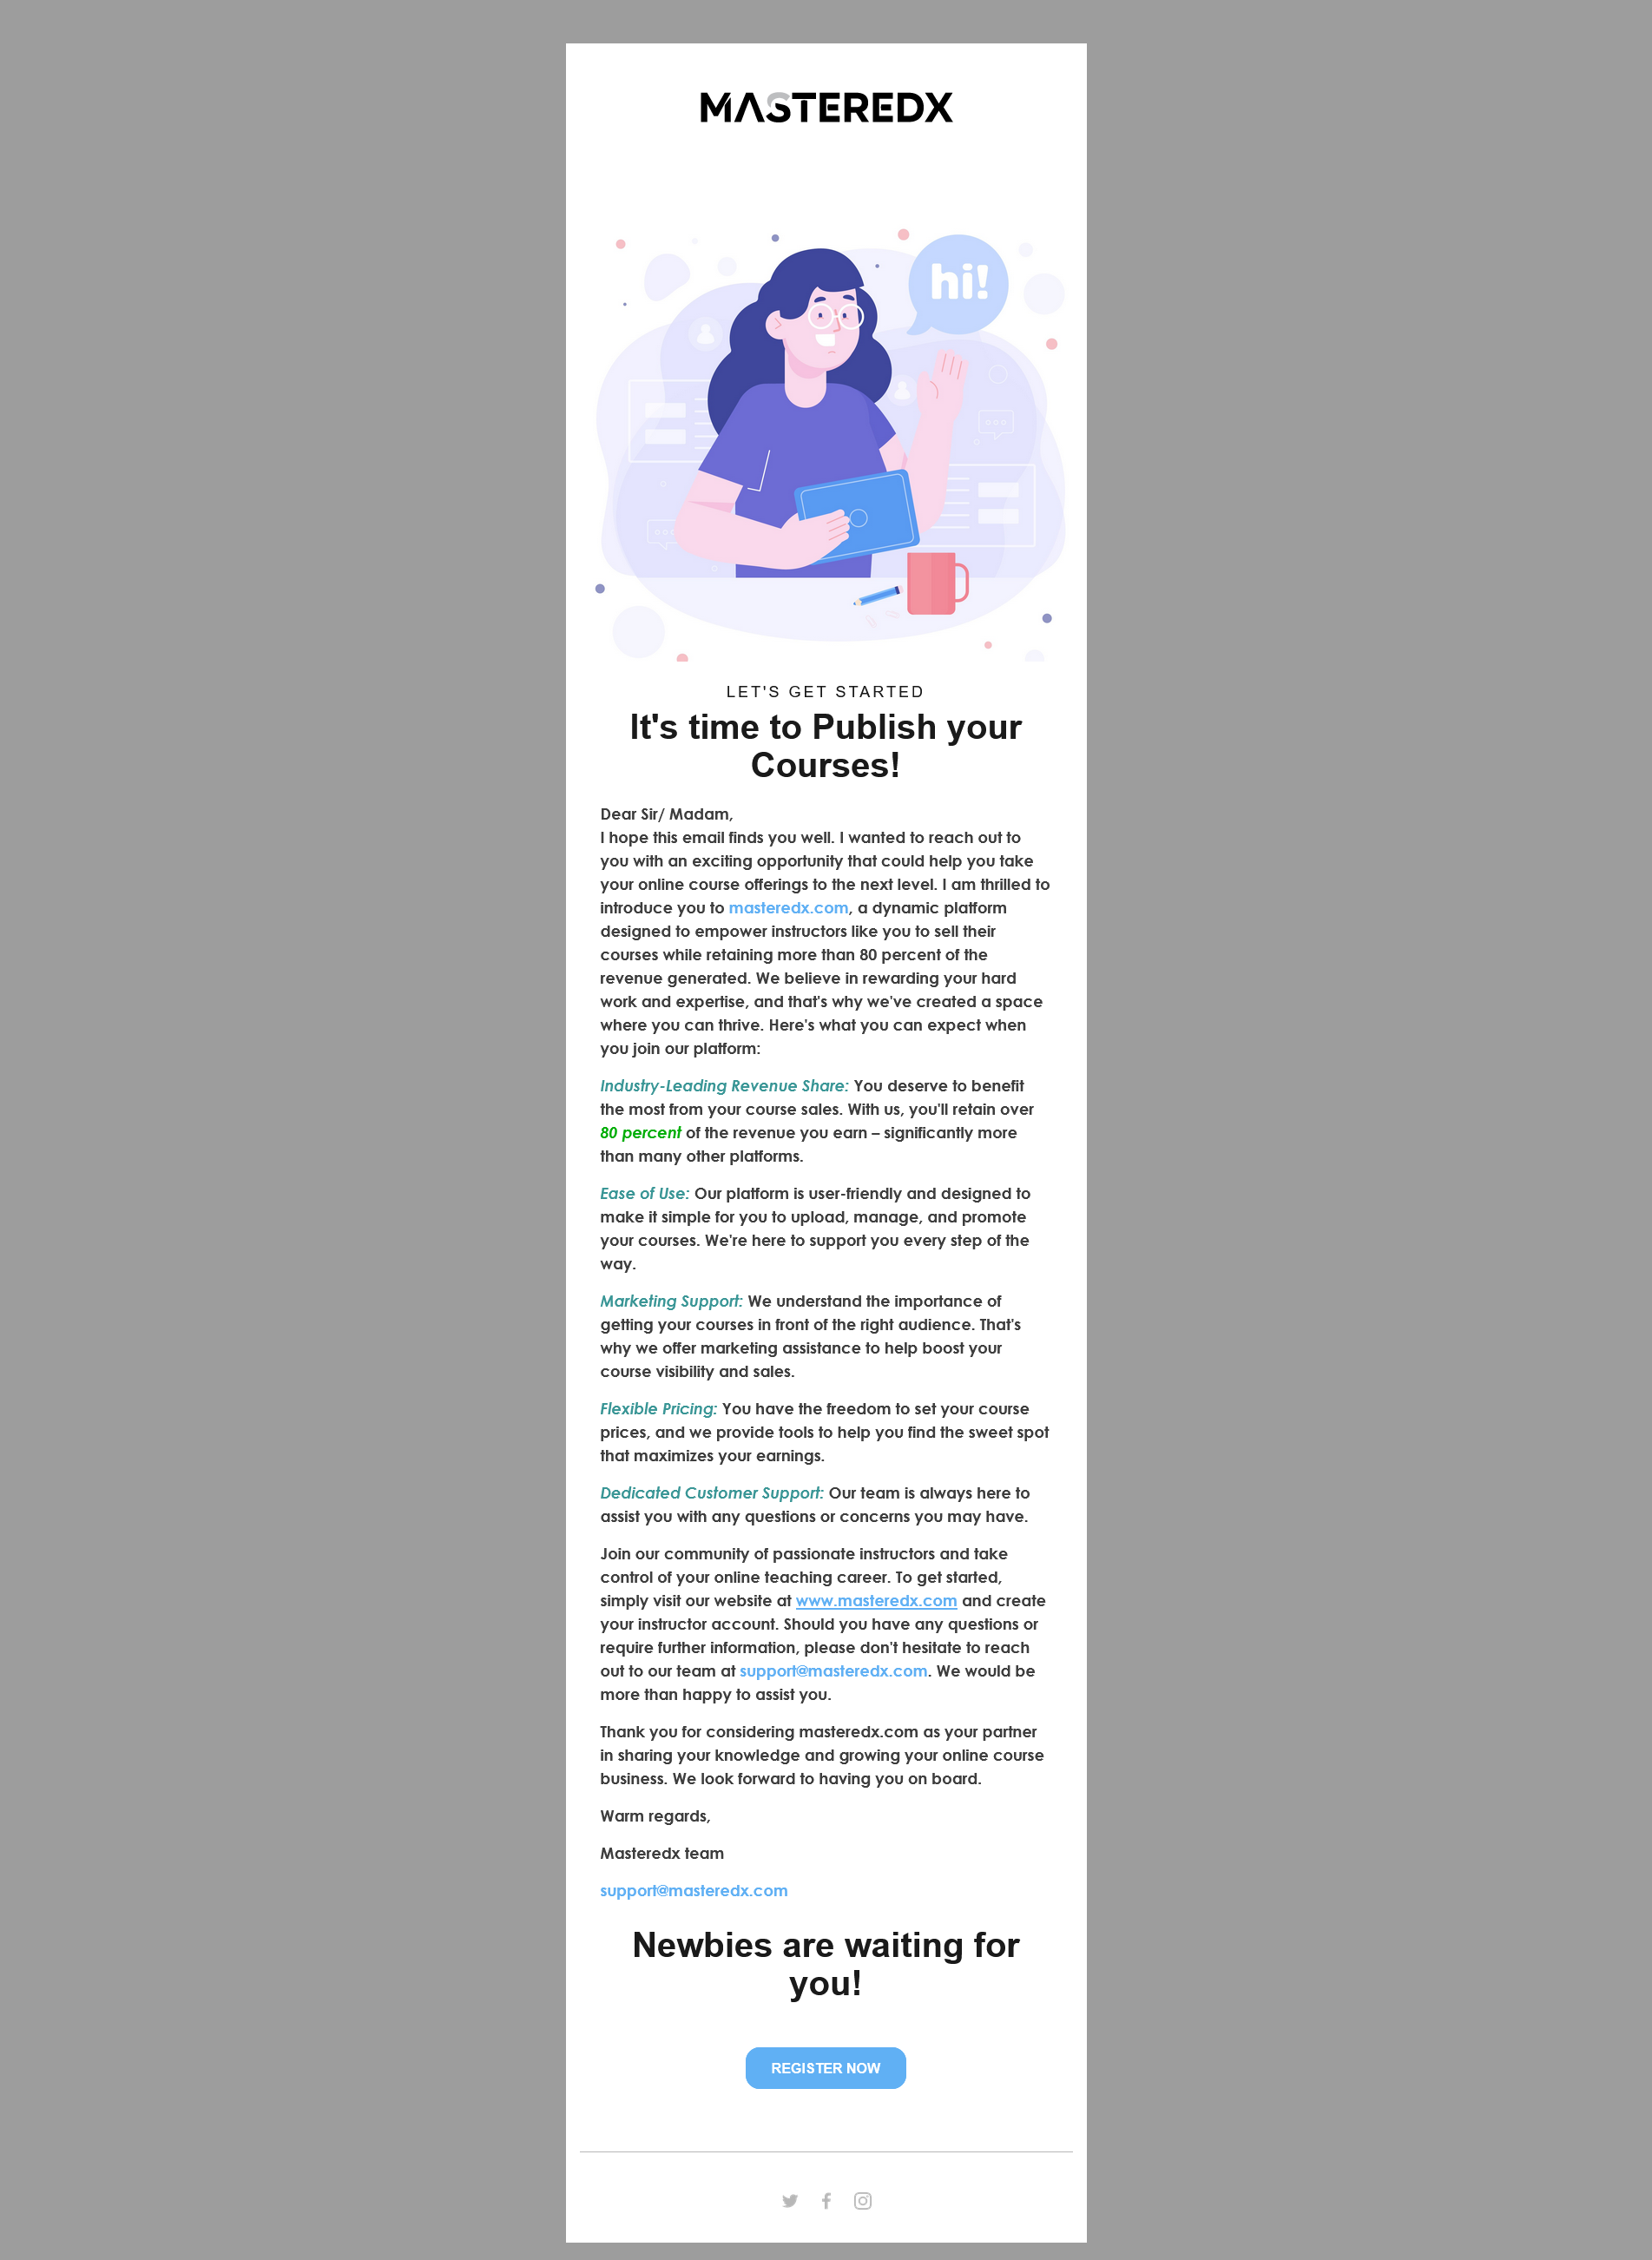 MASTEREDX
hi!
LET'S GET STARTED
It's time to Publish your
Courses!
Dear Sir/ Madam,
I hope this email finds you well. I wanted to reach out to
you with an exciting opportunity that could help you take
your online course offerings to the next level. I am thrilled to
introduce you to masteredx.com, a dynamic platform
designed to empower instructors like you to sell their
courses while retaining more than 80 percent of the
revenue generated. We believe in rewarding your hard
work and expertise, and that's why we've created a space
where you can thrive. Here's what you can expect when
you join our platform:
Industry-Leading Revenue Share: You deserve to benefit
the most from your course sales. With us, you'll retain over
80 percent of the revenue you earn – significantly more
than many other platforms.
Ease of Use: Our platform is user-friendly and designed to
make it simple for you to upload, manage, and promote
your courses. We're here to support you every step of the
way.
Marketing Support: We understand the importance of
getting your courses in front of the right audience. That's
why we offer marketing assistance to help boost your
course visibility and sales.
Flexible Pricing: You have the freedom to set your course
prices, and we provide tools to help you find the sweet spot
that maximizes your earnings.
Dedicated Customer Support: Our team is always here to
assist you with any questions or concerns you may have.
Join our community of passionate instructors and take
control of your online teaching career. To get started,
simply visit our website at www.masteredx.com and create
your instructor account. Should you have any questions or
require further information, please don't hesitate to reach
out to our team at support@masteredx.com. We would be
more than happy to assist you.
Thank you for considering masteredx.com as your partner
in sharing your knowledge and growing your online course
business. We look forward to having you on board.
Warm regards,
Masteredx team
support@masteredx.com
Newbies are waiting for
you!
REGISTER NOW